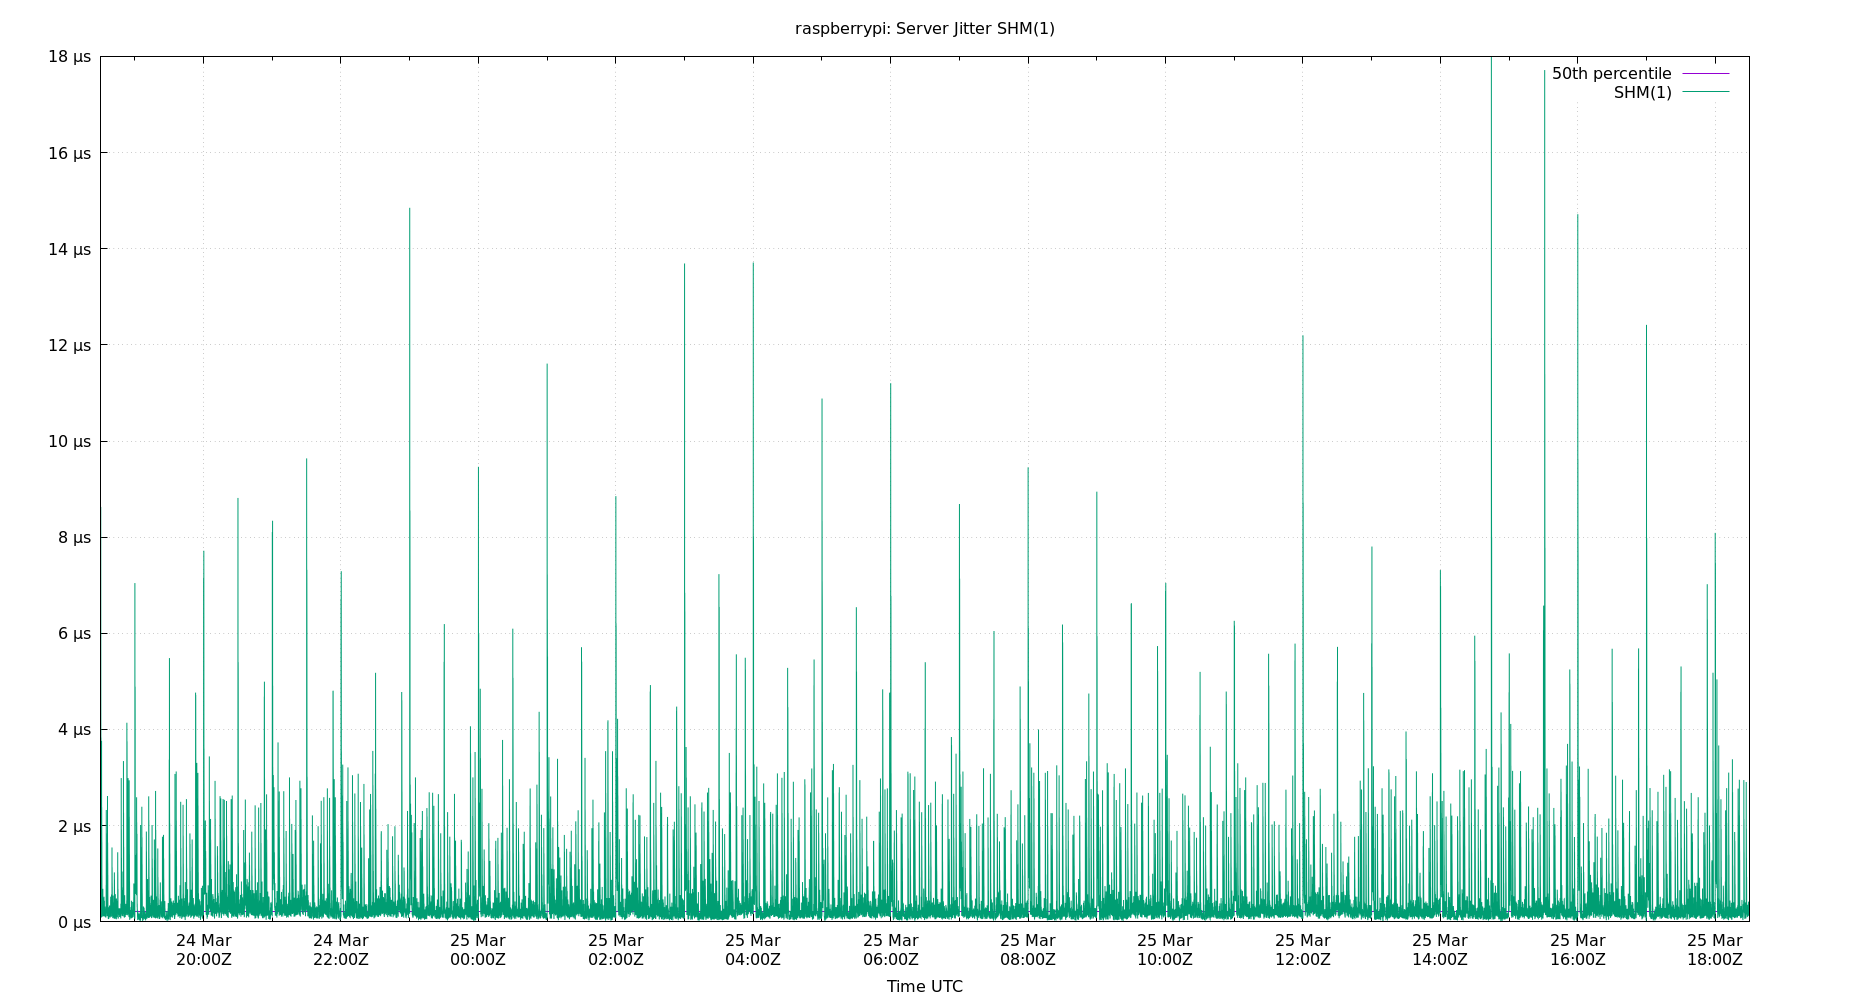 raspberrypi: Server Jitter SHM(1)
18 µs
50th percentile
SHM(1)
16 µs
14 µs
12 µs
10 µs
8 µs
6 µs
4 µs
2 µs
0 µs
24 Mar 24 Mar 25 Mar 25 Mar 25 Mar 25 Mar 25 Mar 25 Mar 25 Mar 25 Mar 25 Mar 25 Mar
20:00Z 22:00Z 00:00Z 02:00Z 04:00Z 06:00Z 08:00Z 10:00Z 12:00Z 14:00Z 16:00Z 18:00Z
Time UTC